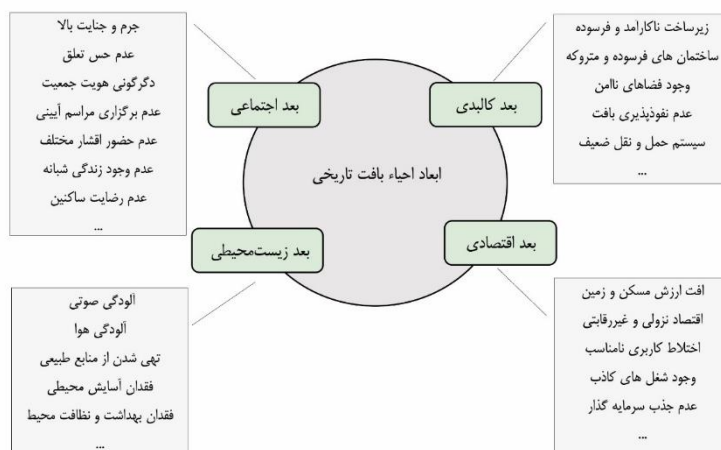 زیرساخت ناکارآمد و فرسوده
ساختمان های فرسوده و متروکه
وجود فضاهای ناامن
عدم نفوذپذیری بافت
سیستم حمل و نقل ضعیف
...
بعد کالبدی
جرم و جنایت بالا
عدم حس تعلق
دگرگونی هویت جمعیت
عدم برگزاری مراسم آیینی
عدم حضور اقشار مختلف
عدم وجود زندگی شبانه
عدم رضایت ساکنین
...
بعد اجتماعی
ابعاد احیاء بافت تاریخی
بعد اقتصادی
افت ارزش مسکن و زمین
اقتصاد نزولی و غیررقابتی
اختلاط کاربری نامناسب
وجود شغل های کاذب
عدم جذب سرمایه گذار
...
بعد زیست‌محیطی
آلودگی صوتی
آلودگی هوا
تهی شدن از منابع طبیعی
فقدان آسایش محیطی
فقدان بهداشت و نظافت محیط
...